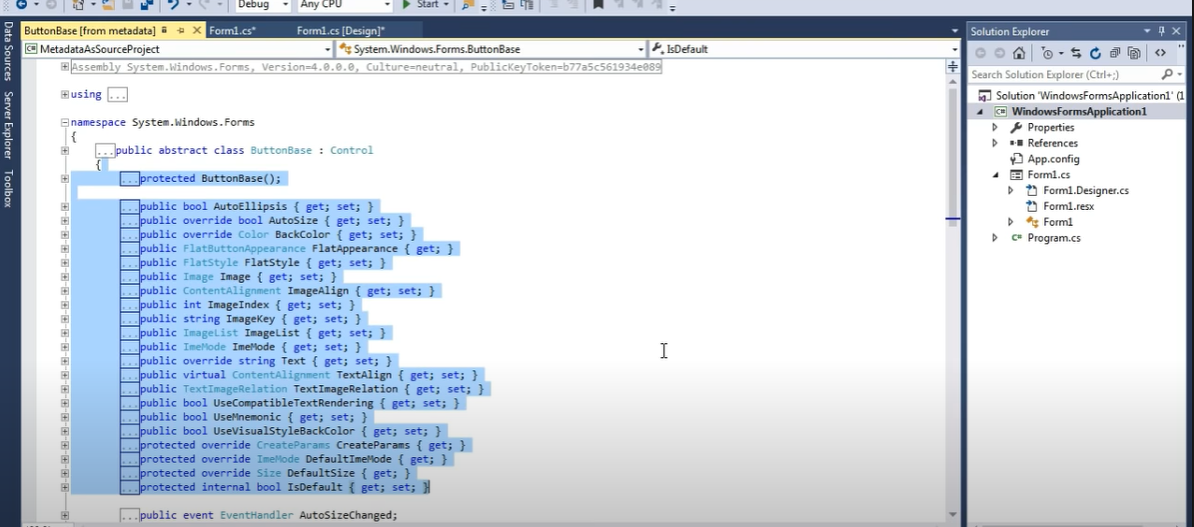 Debug
Any CPU
Start
ButtonBase [from metadata]
Form1.cs*
Form1.cs [Design]*
MetadataAsSourceProject
System.Windows.Forms.ButtonBase
IsDefault
Data Sources
Server Explorer
Toolbox
Assembly System.Windows.Forms, Version=4.0.0.0, Culture=neutral, PublicKeyToken=b77a5c561934e089
using ...
namespace System.Windows.Forms
{
...public abstract class ButtonBase : Control
{
...protected ButtonBase();
...public bool AutoEllipsis { get; set; }
...public override bool AutoSize { get; set; }
...public override Color BackColor { get; set; }
...public FlatButtonAppearance FlatAppearance { get; }
...public FlatStyle FlatStyle { get; set; }
...public Image Image { get; set; }
...public ContentAlignment ImageAlign { get; set; }
...public int ImageIndex { get; set; }
...public string ImageKey { get; set; }
...public ImageList ImageList { get; set; }
...public ImeMode ImeMode { get; set; }
...public override string Text { get; set; }
...public virtual ContentAlignment TextAlign { get; set; }
...public TextImageRelation TextImageRelation { get; set; }
...public bool UseCompatibleTextRendering { get; set; }
...public bool UseMnemonic { get; set; }
...public bool UseVisualStyleBackColor { get; set; }
...protected override CreateParams CreateParams { get; }
...protected override ImeMode DefaultImeMode { get; }
...protected override Size DefaultSize { get; }
...protected internal bool IsDefault { get; set; }
...public event EventHandler AutoSizeChanged;
Solution Explorer
Search Solution Explorer (Ctrl+;)
Solution 'WindowsFormsApplication1' (1
WindowsFormsApplication1
Properties
References
App.config
Form1.cs
Form1.Designer.cs
Form1.resx
Form1
Program.cs